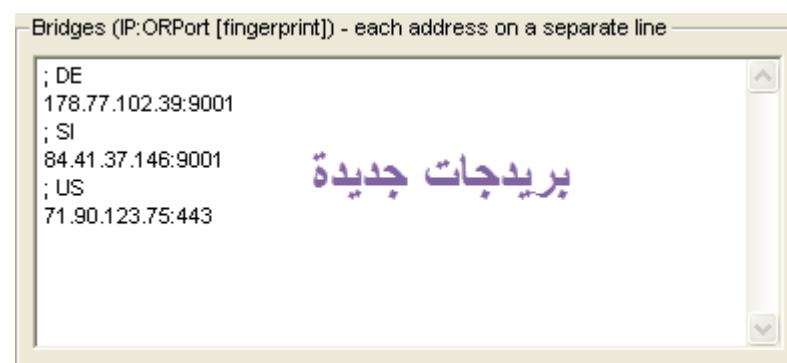 Bridges (IP:ORPort [fingerprint]) - each address on a separate line
; DE
178.77.102.39:9001
; SI
84.41.37.146:9001
; US
71.90.123.75:443
بريدجات جديدة